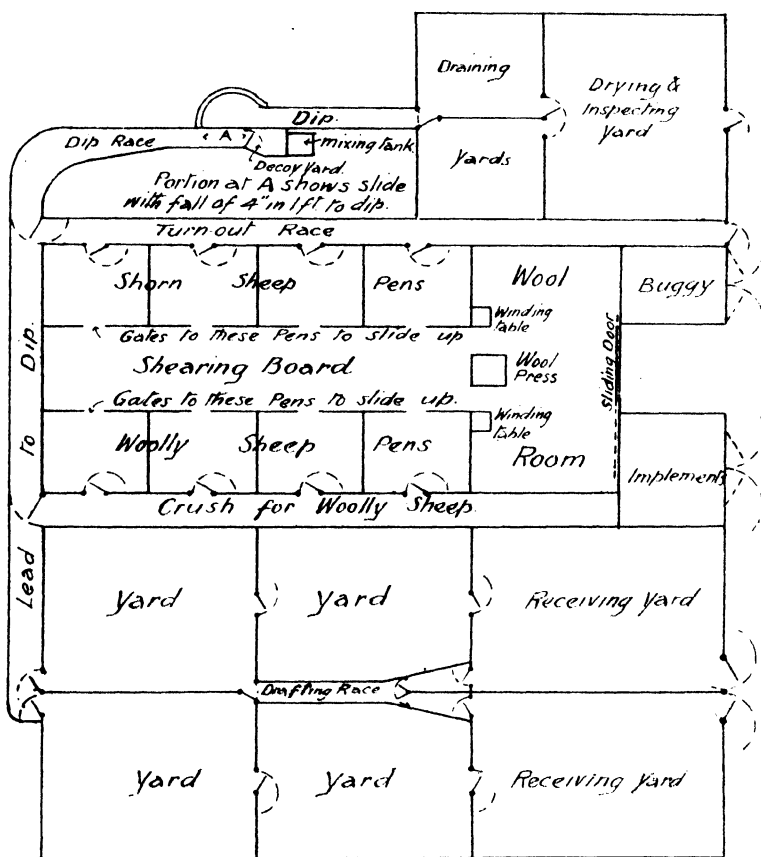 Draining
Drying &
Inspecting
Yard
Dip.
Dip Race
A
mixing tank
Decoy Yard.
Yards
Portion at A shows slide
with fall of 4" in 1 ft to dip.
Turn-out Race
Shorn Sheep Pens
Wool
Buggy
Winding
table
Gates to these Pens to slide up
Shearing Board
Wool
Press
Sliding Door
Gates to these Pens to slide up.
Winding
table
Woolly Sheep Pens
Room
Implements
Crush for Woolly Sheep.
Lead to Dip.
Yard
Yard
Receiving Yard
Drafting Race
Yard
Yard
Receiving Yard